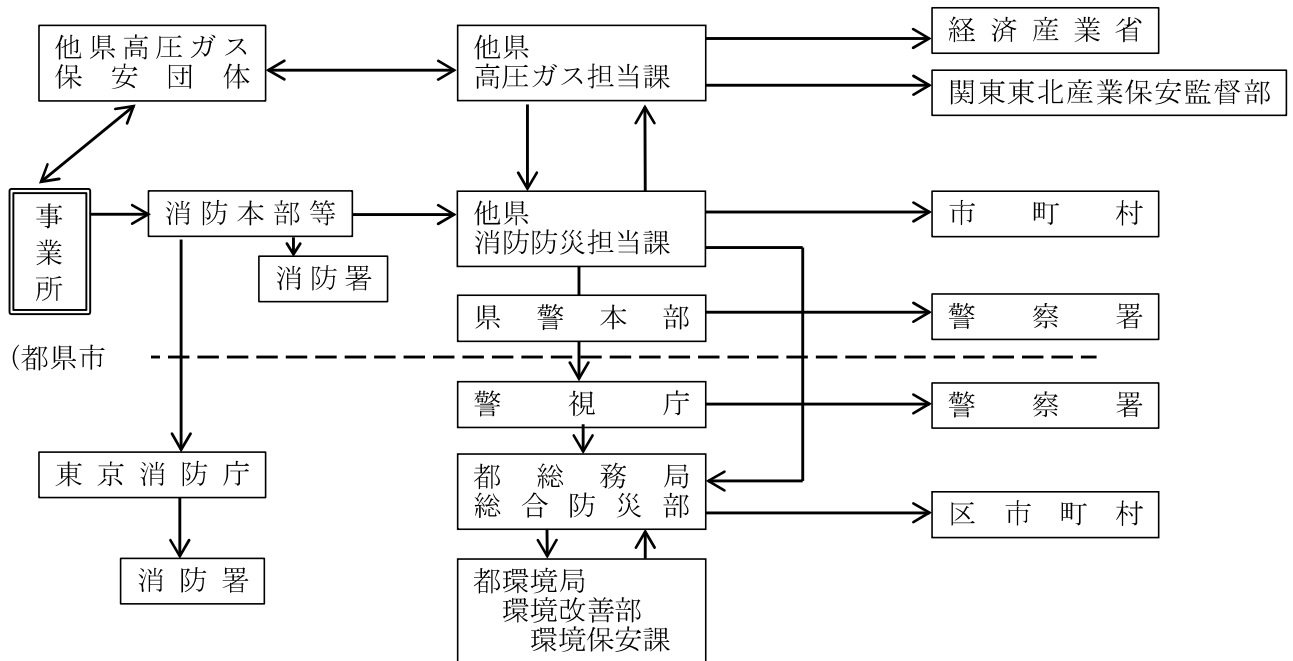 他県高圧ガス
保安団体
他県
高圧ガス担当課
経済産業省
関東東北産業保安監督部
事
業
所
消防本部等
消防署
他県
消防防災担当課
市町村
県警本部
警察署
(都県市
警視庁
警察署
東京消防庁
都総務局
総合防災部
区市町村
消防署
都環境局
環境改善部
環境保安課